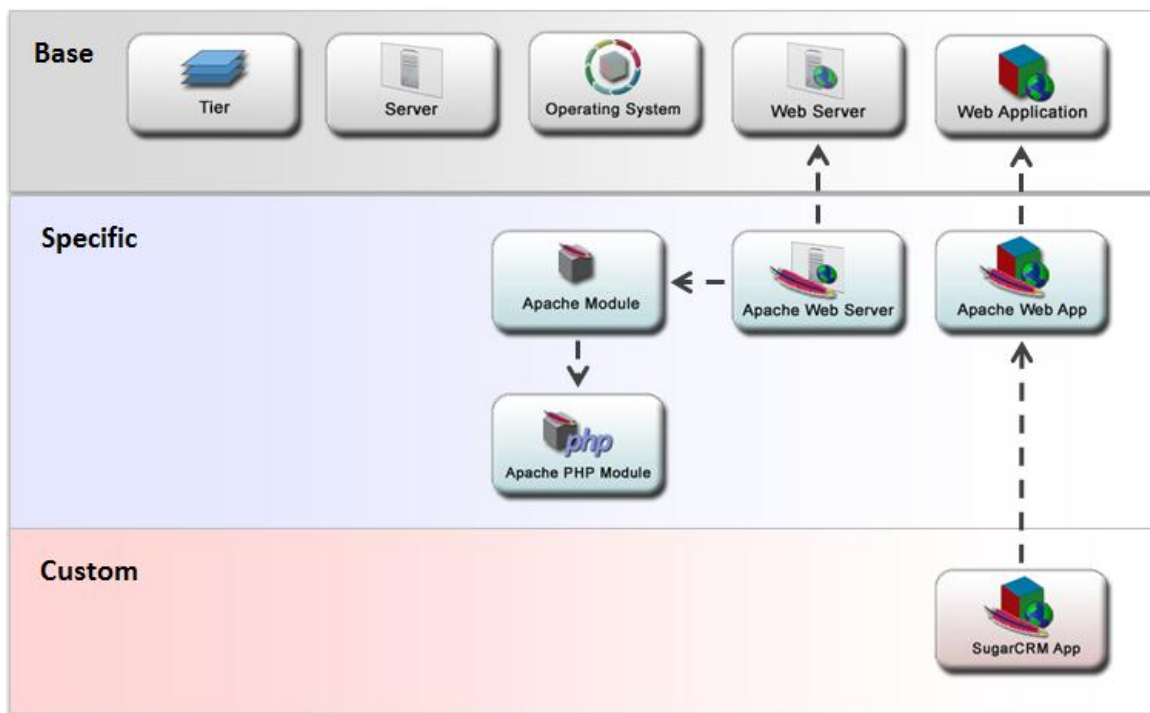 Base
Tier
Server
Operating System
Web Server
Web Application
Specific
Apache Module
Apache Web Server
Apache Web App
php
Apache PHP Module
Custom
SugarCRM App